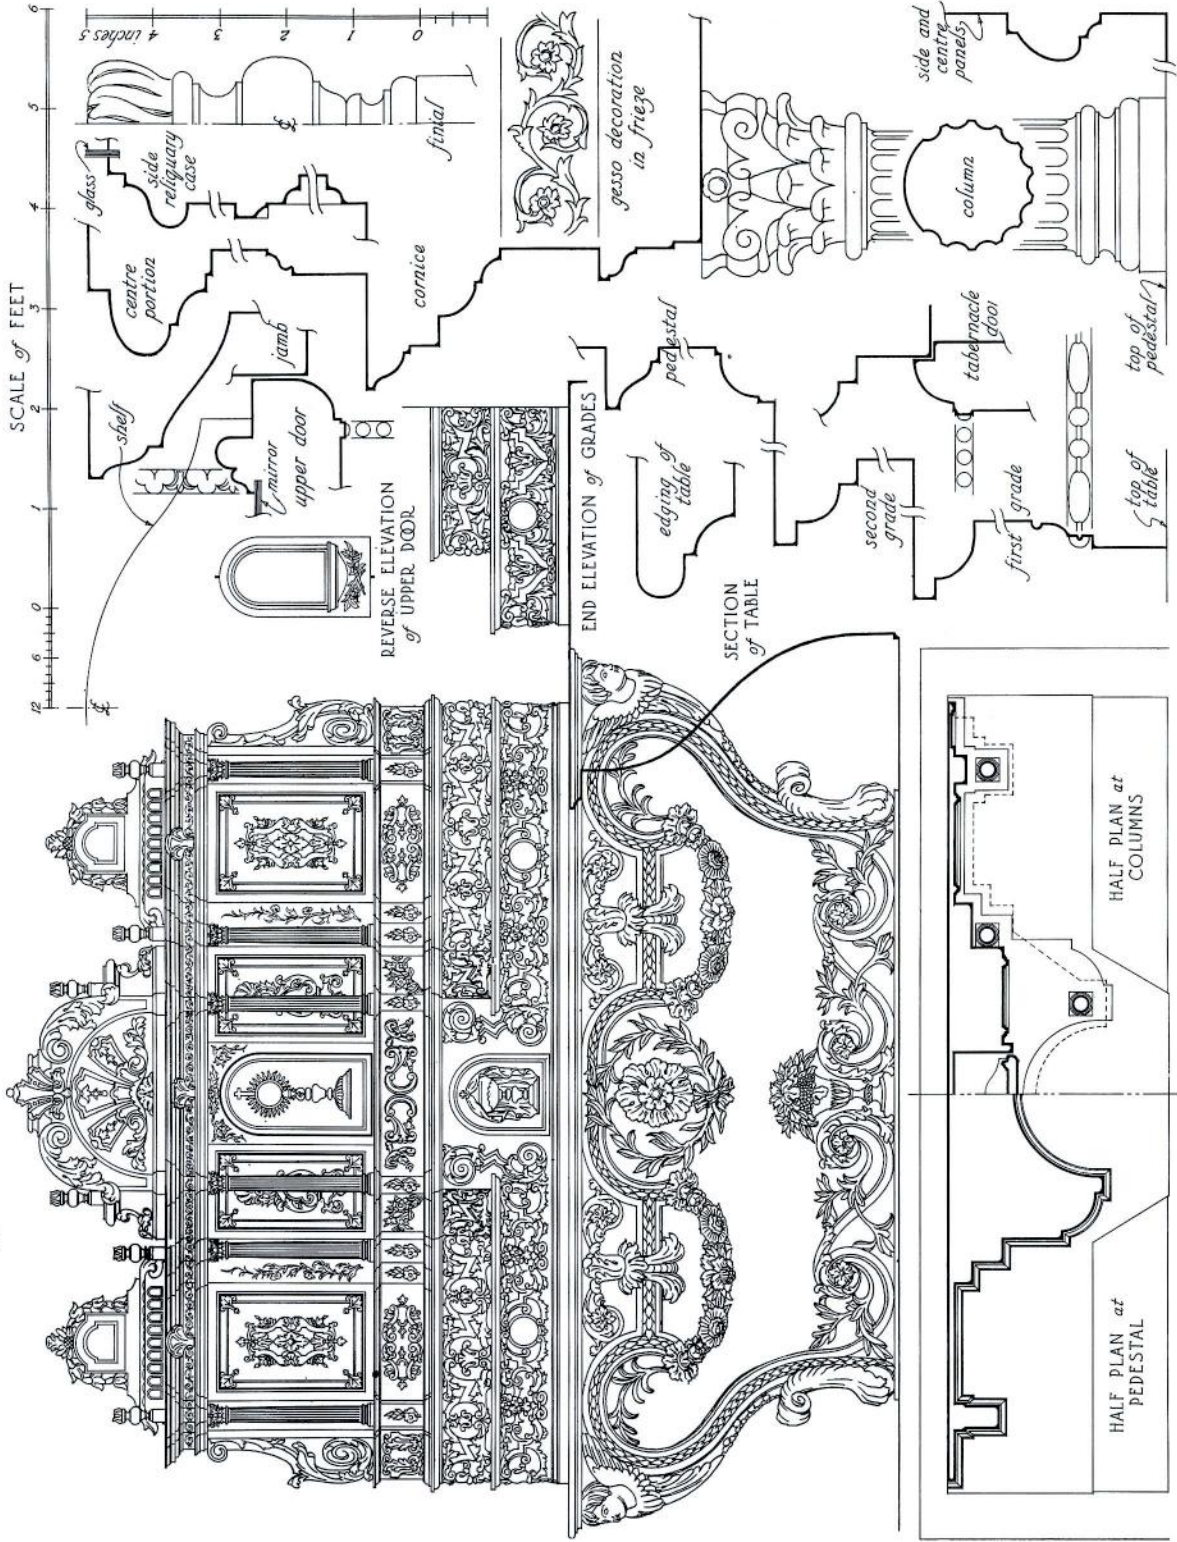 SCALE of FEET
12 6 0 1 2 3 4 5 6
shelf
mirror
upper door
jamb
REVERSE ELEVATION
of UPPER DOOR
centre
portion
glass
side
reliquary
case
cornice
finial
5 inches 4 3 2 1 0
gesso decoration
in frieze
END ELEVATION of GRADES
SECTION
of TABLE
edging of
table
pedestal
second
grade
first grade
tabernacle
door
top of
table
top of
pedestal
column
side and
centre
panels
HALF PLAN at
PEDESTAL
HALF PLAN at
COLUMNS